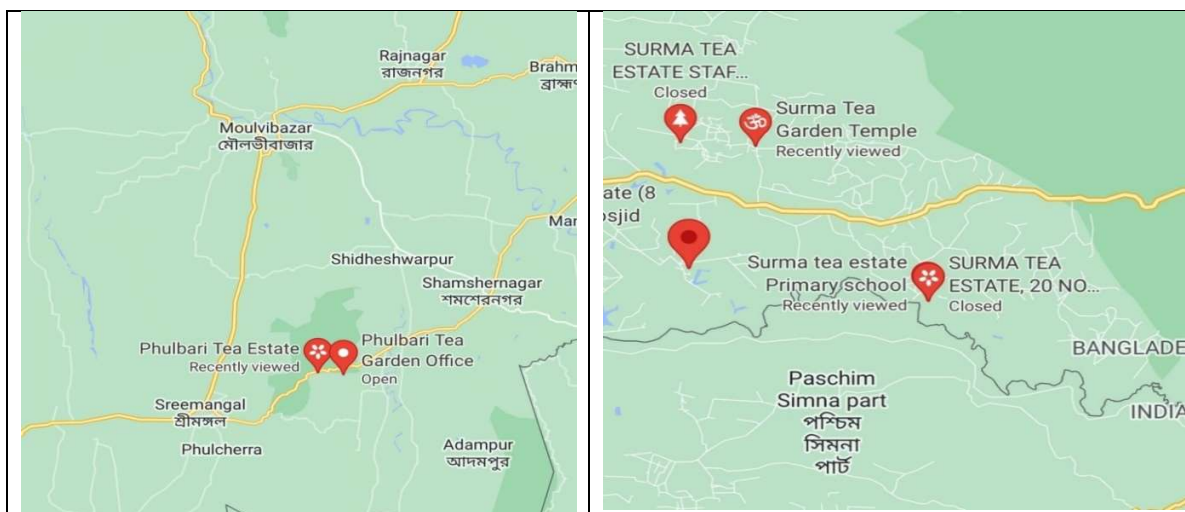 Rajnagar
রাজনগর
Brahm
ব্রাহ্মণ
Moulvibazar
মৌলভীবাজার
Mar
Shidheshwarpur
Shamshernagar
শমশেরনগর
Phulbari Tea Estate
Recently viewed
Phulbari Tea
Garden Office
Open
Sreemangal
শ্রীমঙ্গল
Phulcherra
Adampur
আদমপুর
SURMA TEA
ESTATE STAF...
Closed
Surma Tea
Garden Temple
Recently viewed
ate (8
osjid
Surma tea estate
Primary school
Recently viewed
SURMA TEA
ESTATE, 20 NO...
Closed
BANGLADE
INDIA
Paschim
Simna part
পশ্চিম
সিমনা
পার্ট